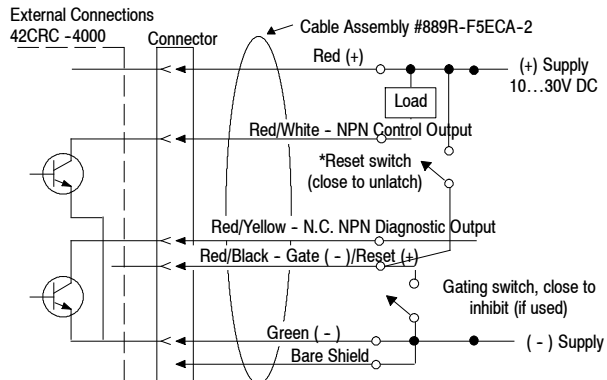 External Connections
42CRC -4000
Connector
Cable Assembly #889R-F5ECA-2
Red (+)
(+) Supply
10…30V DC
Load
Red/White - NPN Control Output
*Reset switch
(close to unlatch)
Red/Yellow - N.C. NPN Diagnostic Output
Red/Black - Gate ( - )/Reset (+)
Gating switch, close to
inhibit (if used)
Green ( - )
( - ) Supply
Bare Shield